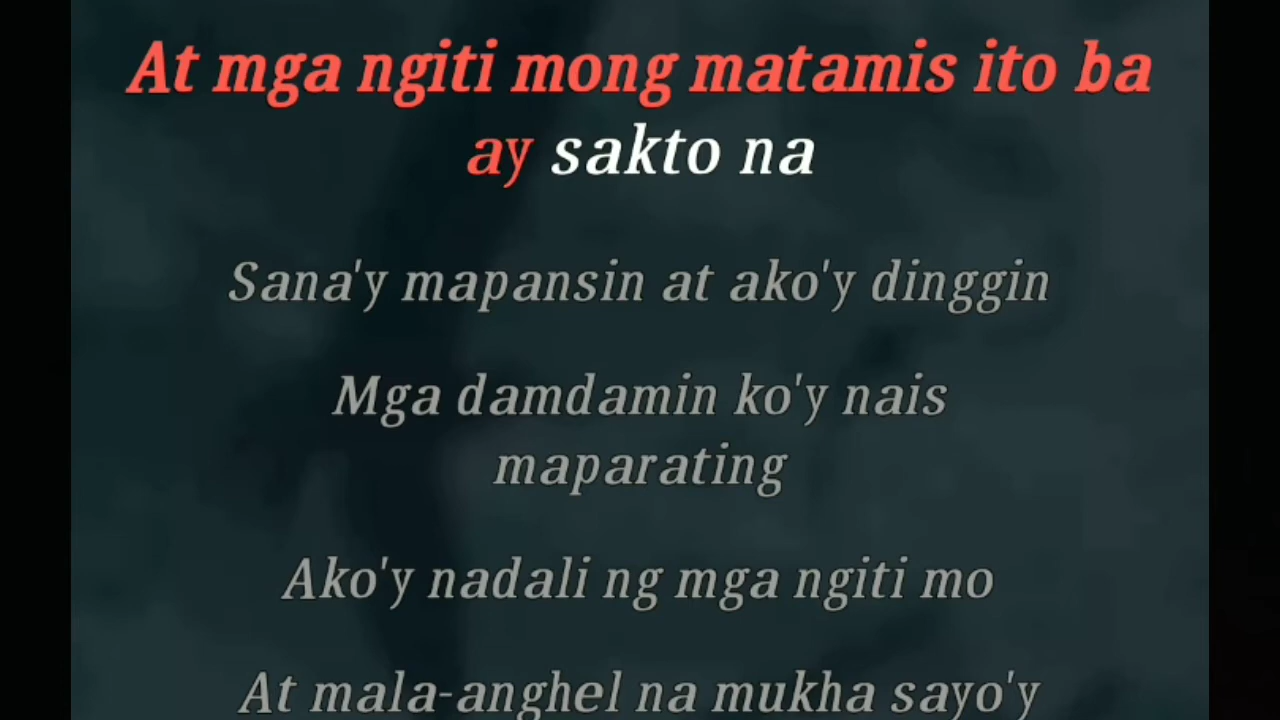 At mga ngiti mong matamis ito ba
ay sakto na
Sana'y mapansin at ako'y dinggin
Mga damdamin ko'y nais
maparating
Ako'y nadali ng mga ngiti mo
At mala-anghel na mukha sayo'y